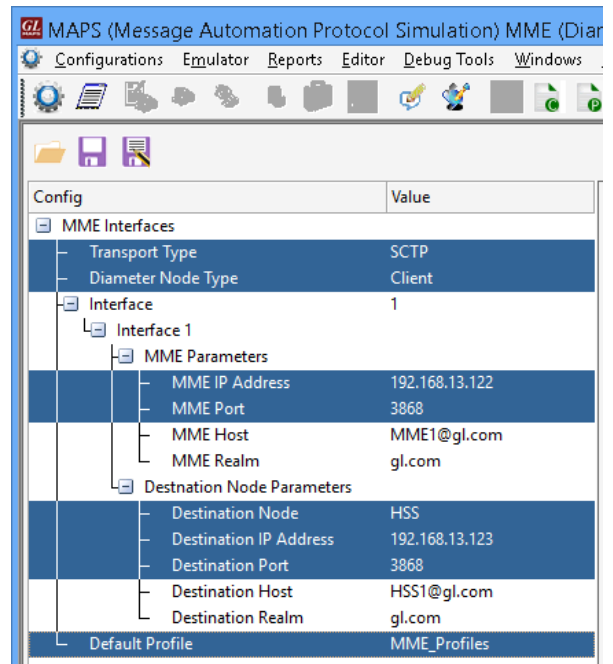 GL MAPS MAPS (Message Automation Protocol Simulation) MME (Diar
Configurations Emulator Reports Editor Debug Tools Windows
Config Value
MME Interfaces
Transport Type SCTP
Diameter Node Type Client
Interface 1
Interface 1
MME Parameters
MME IP Address 192.168.13.122
MME Port 3868
MME Host MME1@gl.com
MME Realm gl.com
Destnation Node Parameters
Destination Node HSS
Destination IP Address 192.168.13.123
Destination Port 3868
Destination Host HSS1@gl.com
Destination Realm gl.com
Default Profile MME_Profiles